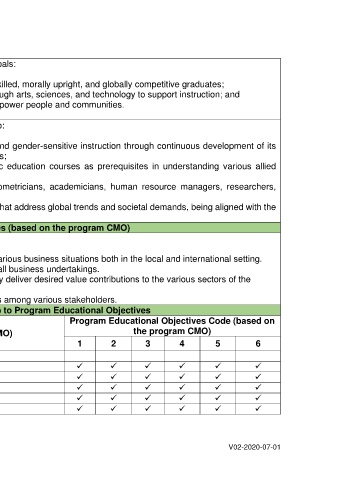 oals:
killed, morally upright, and globally competitive graduates;
ugh arts, sciences, and technology to support instruction; and
power people and communities.
o:
nd gender-sensitive instruction through continuous development of its
s;
c education courses as prerequisites in understanding various allied
ometricians, academicians, human resource managers, researchers,
hat address global trends and societal demands, being aligned with the
es (based on the program CMO)
arious business situations both in the local and international setting.
all business undertakings.
y deliver desired value contributions to the various sectors of the
s among various stakeholders.
p to Program Educational Objectives
MO)
Program Educational Objectives Code (based on
the program CMO)
1 2 3 4 5 6
✓ ✓ ✓ ✓ ✓ ✓
✓ ✓ ✓ ✓ ✓ ✓
✓ ✓ ✓ ✓ ✓ ✓
✓ ✓ ✓ ✓ ✓ ✓
✓ ✓ ✓ ✓ ✓ ✓
V02-2020-07-01